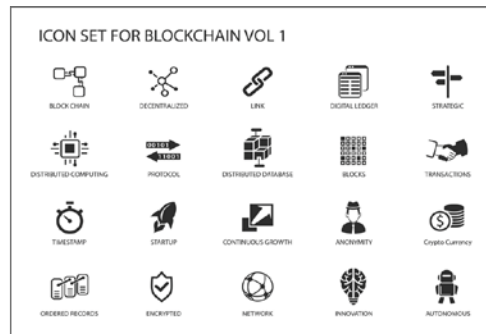 ICON SET FOR BLOCKCHAIN VOL 1
BLOCK CHAIN
DECENTRALIZED
LINK
DIGITAL LEDGER
STRATEGIC
DISTRIBUTED COMPUTING
00101
11001
PROTOCOL
DISTRIBUTED DATABASE
BLOCKS
TRANSACTIONS
TIMESTAMP
STARTUP
CONTINUOUS GROWTH
ANONYMITY
$
Crypto Currency
ORDERED RECORDS
ENCRYPTED
NETWORK
INNOVATION
AUTONOMOUS